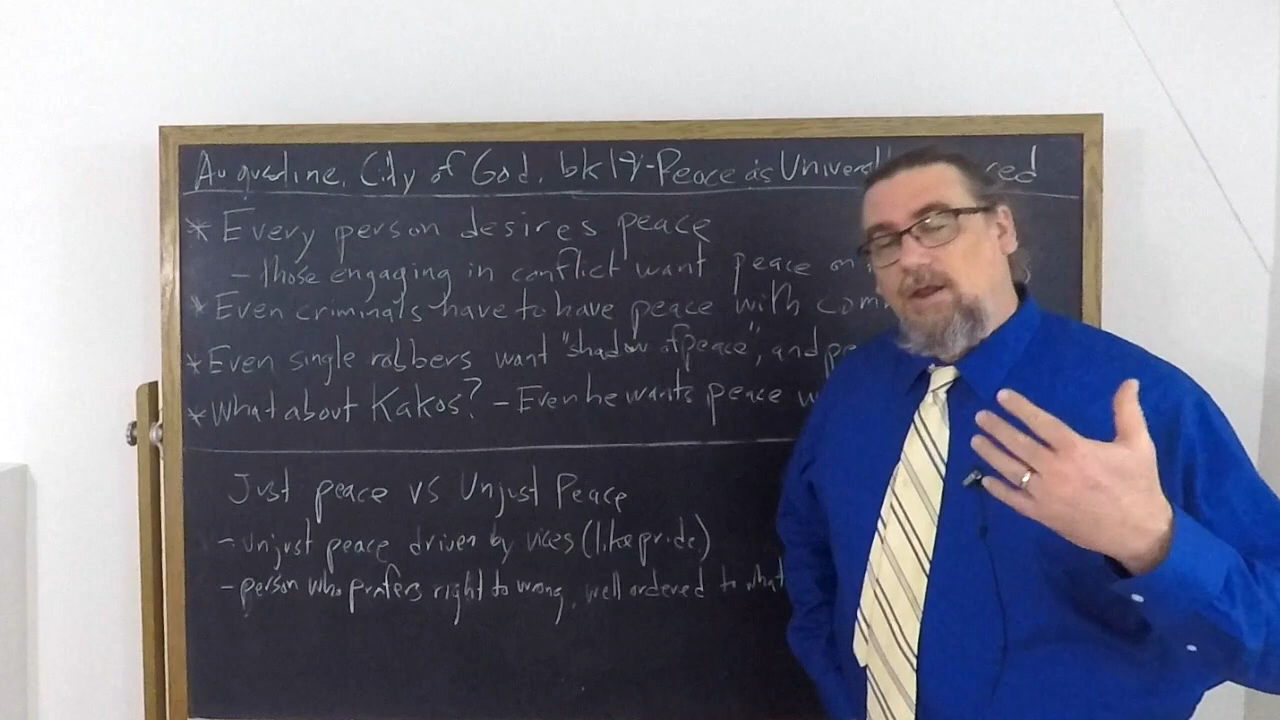 Augustine, City of God, bk 19 - Peace as Univers red
* Every person desires peace
- those engaging in conflict want peace on
* Even criminals have to have peace with com
* Even single robbers want "shadow of peace", and pe
* What about Kakos? - Even he wants peace w
Just peace vs Unjust Peace
- Unjust peace driven by vices (like pride)
- person who prefers right to wrong, well ordered to what